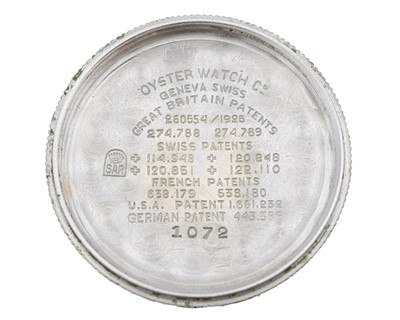 OYSTER WATCH Co
GENEVA SWISS
GREAT BRITAIN PATENTS
260554/1925
274.788 274.789
SWISS PATENTS
+ 114.948 + 120.848
SAR + 120.851 + 122.110
FRENCH PATENTS
638.179 638.180
U.S.A. PATENT 1.661.232
GERMAN PATENT 443.386
1072